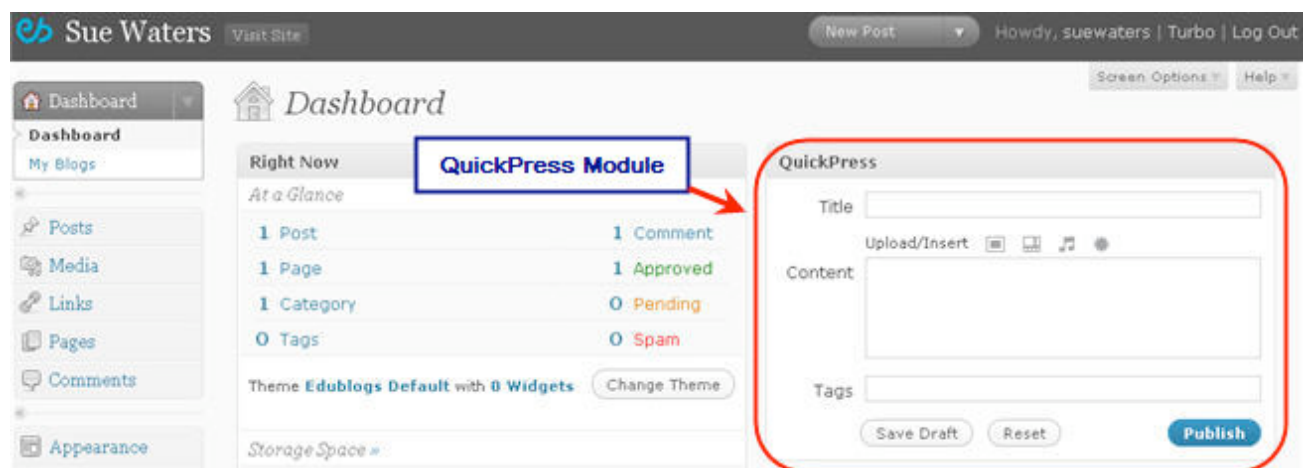 Sue Waters Visit Site New Post Howdy, suewaters | Turbo | Log Out
Screen Options Help
Dashboard
Dashboard
My Blogs
Posts
Media
Links
Pages
Comments
Appearance
Dashboard
Right Now
At a Glance
1 Post 1 Comment
1 Page 1 Approved
1 Category 0 Pending
0 Tags 0 Spam
Theme Edublogs Default with 0 Widgets Change Theme
Storage Space »
QuickPress Module
QuickPress
Title
Upload/Insert
Content
Tags
Save Draft Reset Publish